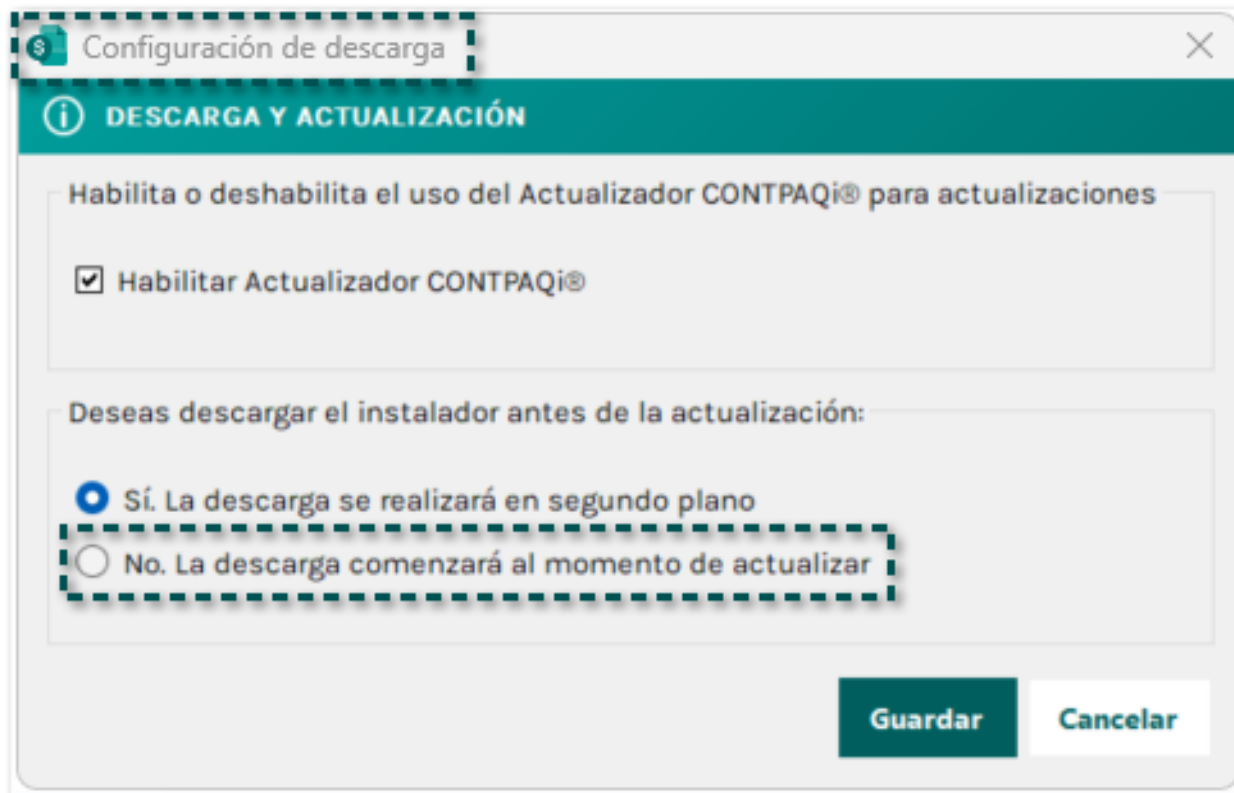 Configuración de descarga
DESCARGA Y ACTUALIZACIÓN
Habilita o deshabilita el uso del Actualizador CONTPAQi® para actualizaciones
Habilitar Actualizador CONTPAQi®
Deseas descargar el instalador antes de la actualización:
Sí. La descarga se realizará en segundo plano
No. La descarga comenzará al momento de actualizar
Guardar Cancelar